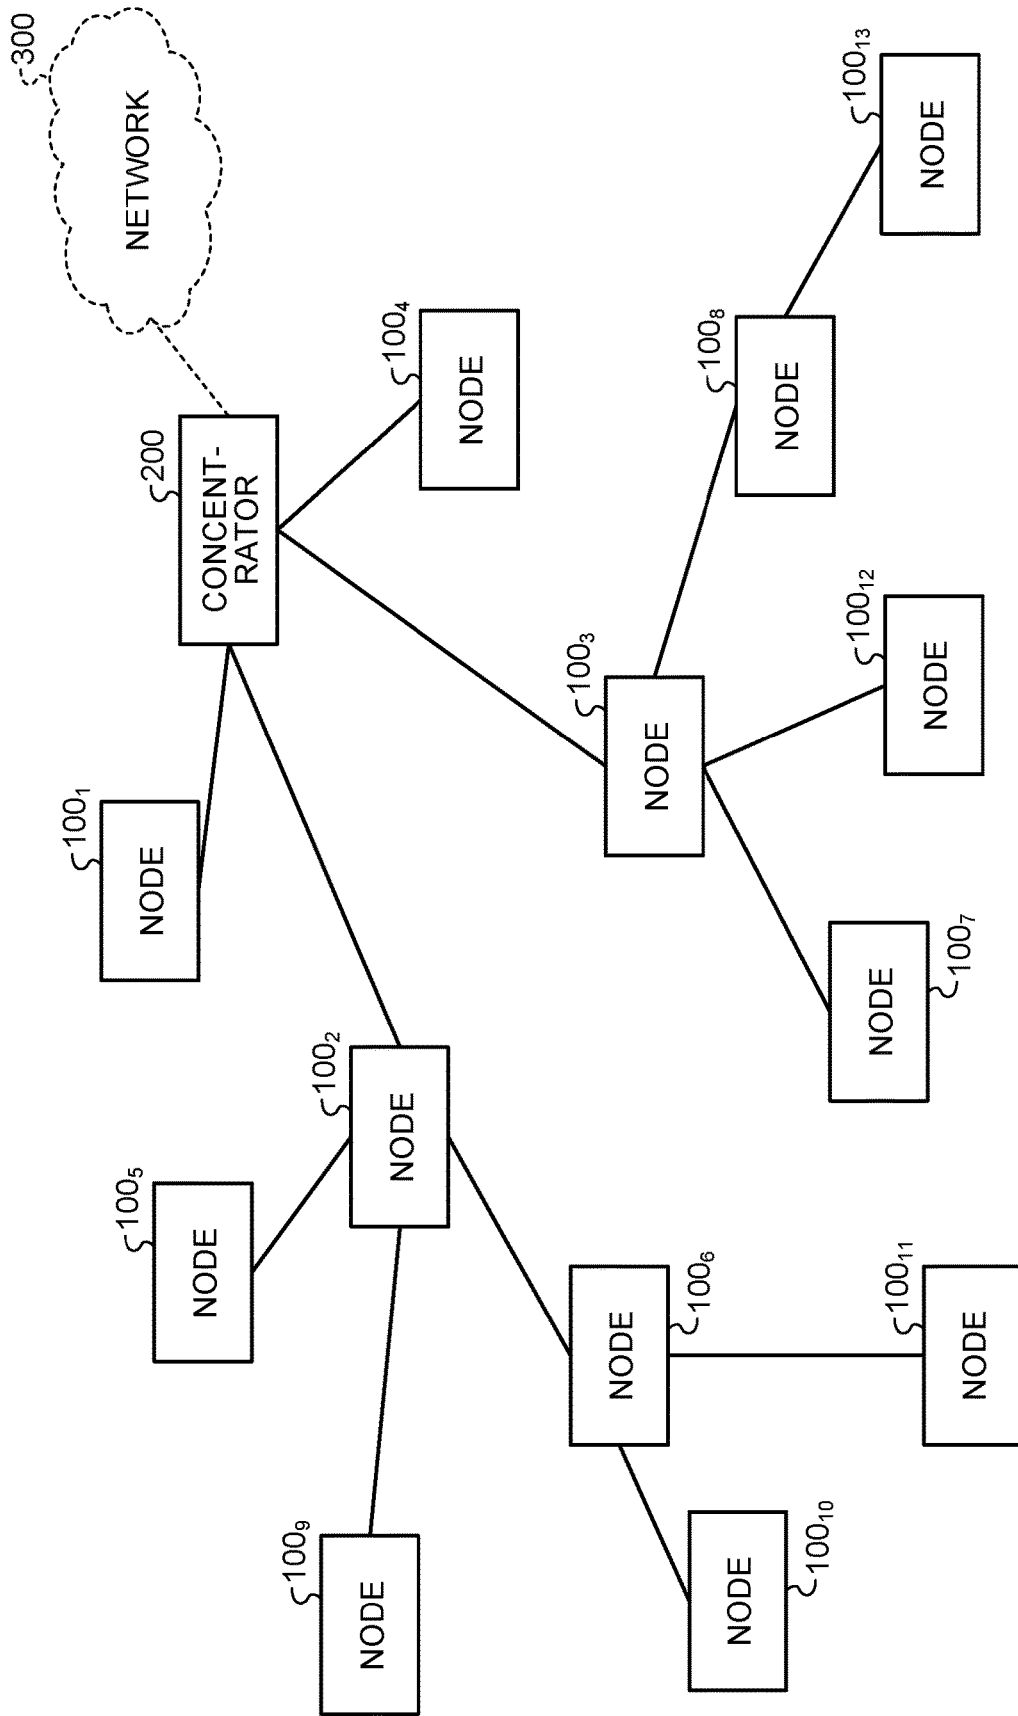 300
NETWORK
200
CONCENT-
RATOR
100₁
NODE
100₄
NODE
100₅
NODE
100₂
NODE
100₉
NODE
100₃
NODE
100₈
NODE
100₁₃
NODE
NODE
100₆
100₁₂
NODE
NODE
100₇
NODE
100₁₀
100₁₁
NODE